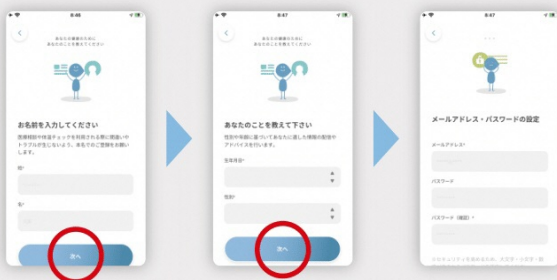 8:46
あなたの健康のために
あなたのことを教えてください
お名前を入力してください
医療相談や体温チェックを利用される際に間違いや
トラブルが生じないよう、本名でのご登録をお願い
します。
姓*
名*
次へ
8:47
あなたの健康のために
あなたのことを教えてください
あなたのことを教えて下さい
性別や年齢に基づいてあなたに適した情報の配信や
アドバイスを行います。
生年月日*
性別*
次へ
8:47
メールアドレス・パスワードの設定
メールアドレス*
パスワード
パスワード（確認）*